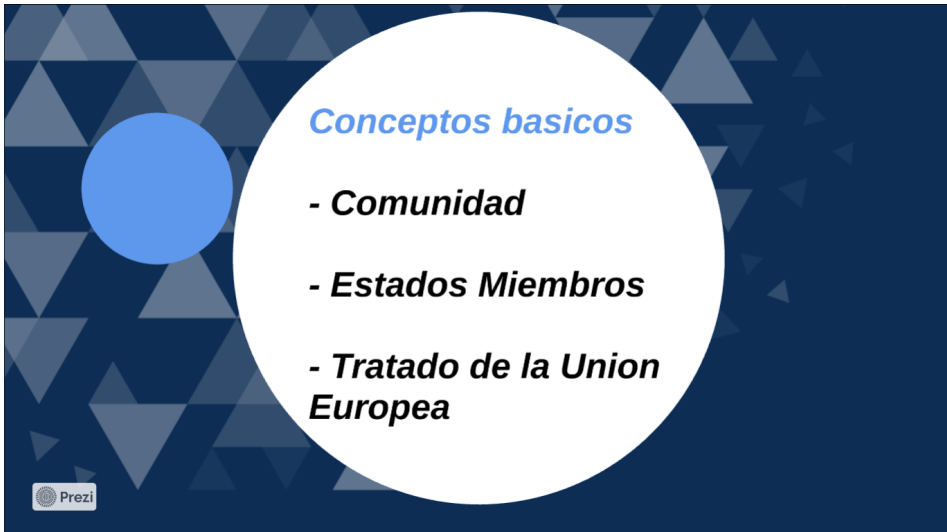 Conceptos basicos
- Comunidad
- Estados Miembros
- Tratado de la Union
Europea
Prezi